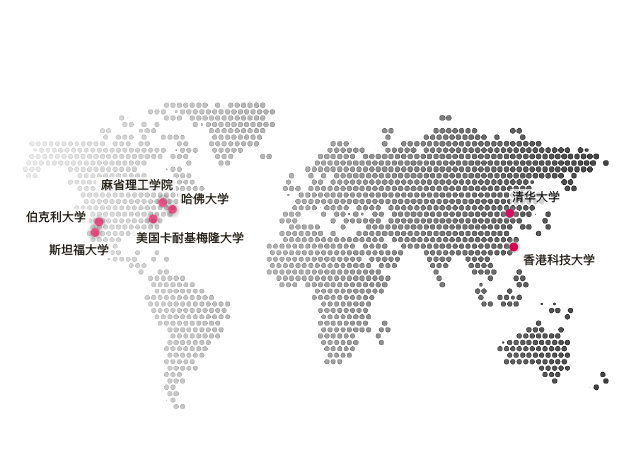 麻省理工学院
哈佛大学
清华大学
伯克利大学
美国卡耐基梅隆大学
斯坦福大学
香港科技大学